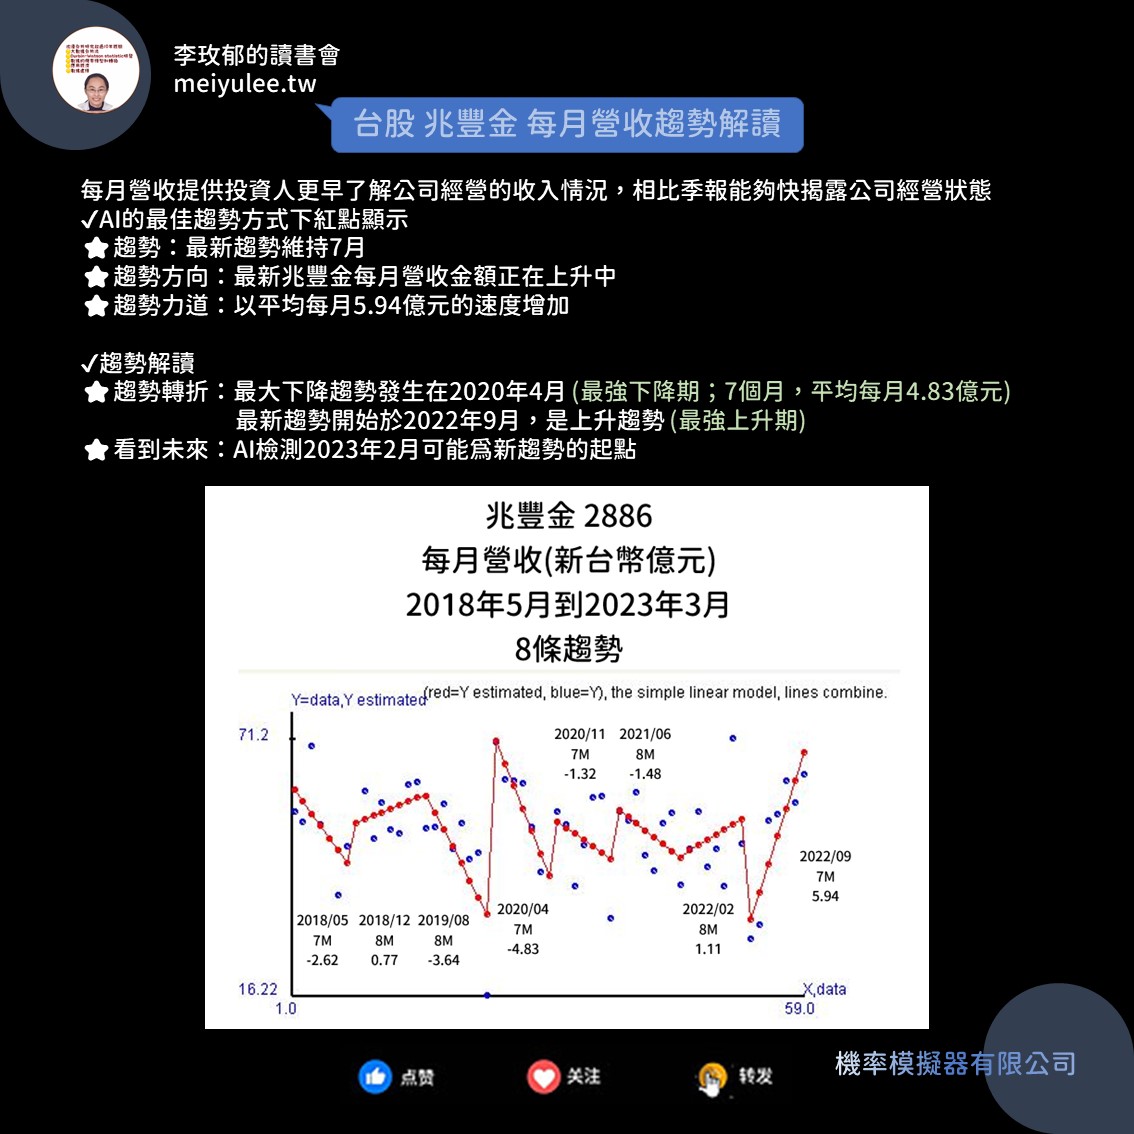 李玫郁的讀書會
meiyulee.tw
台股 兆豐金 每月營收趨勢解讀
每月營收提供投資人更早了解公司經營的收入情況，相比季報能夠快揭露公司經營狀態
✓AI的最佳趨勢方式下紅點顯示
★趨勢：最新趨勢維持7月
★趨勢方向：最新兆豐金每月營收金額正在上升中
★趨勢力道：以平均每月5.94億元的速度增加
✓趨勢解讀
★趨勢轉折：最大下降趨勢發生在2020年4月 (最強下降期；7個月，平均每月4.83億元)
最新趨勢開始於2022年9月，是上升趨勢 (最強上升期)
★看到未來：AI檢測2023年2月可能爲新趨勢的起點
兆豐金 2886
每月營收(新台幣億元)
2018年5月到2023年3月
8條趨勢
Y=data,Y estimated
(red=Y estimated, blue=Y), the simple linear model, lines combine.
71.2
2020/11
7M
-1.32
2021/06
8M
-1.48
2022/09
7M
5.94
2018/05
7M
-2.62
2018/12
8M
0.77
2019/08
8M
-3.64
2020/04
7M
-4.83
2022/02
8M
1.11
16.22
X,data
1.0
59.0
点赞
关注
转发
機率模擬器有限公司